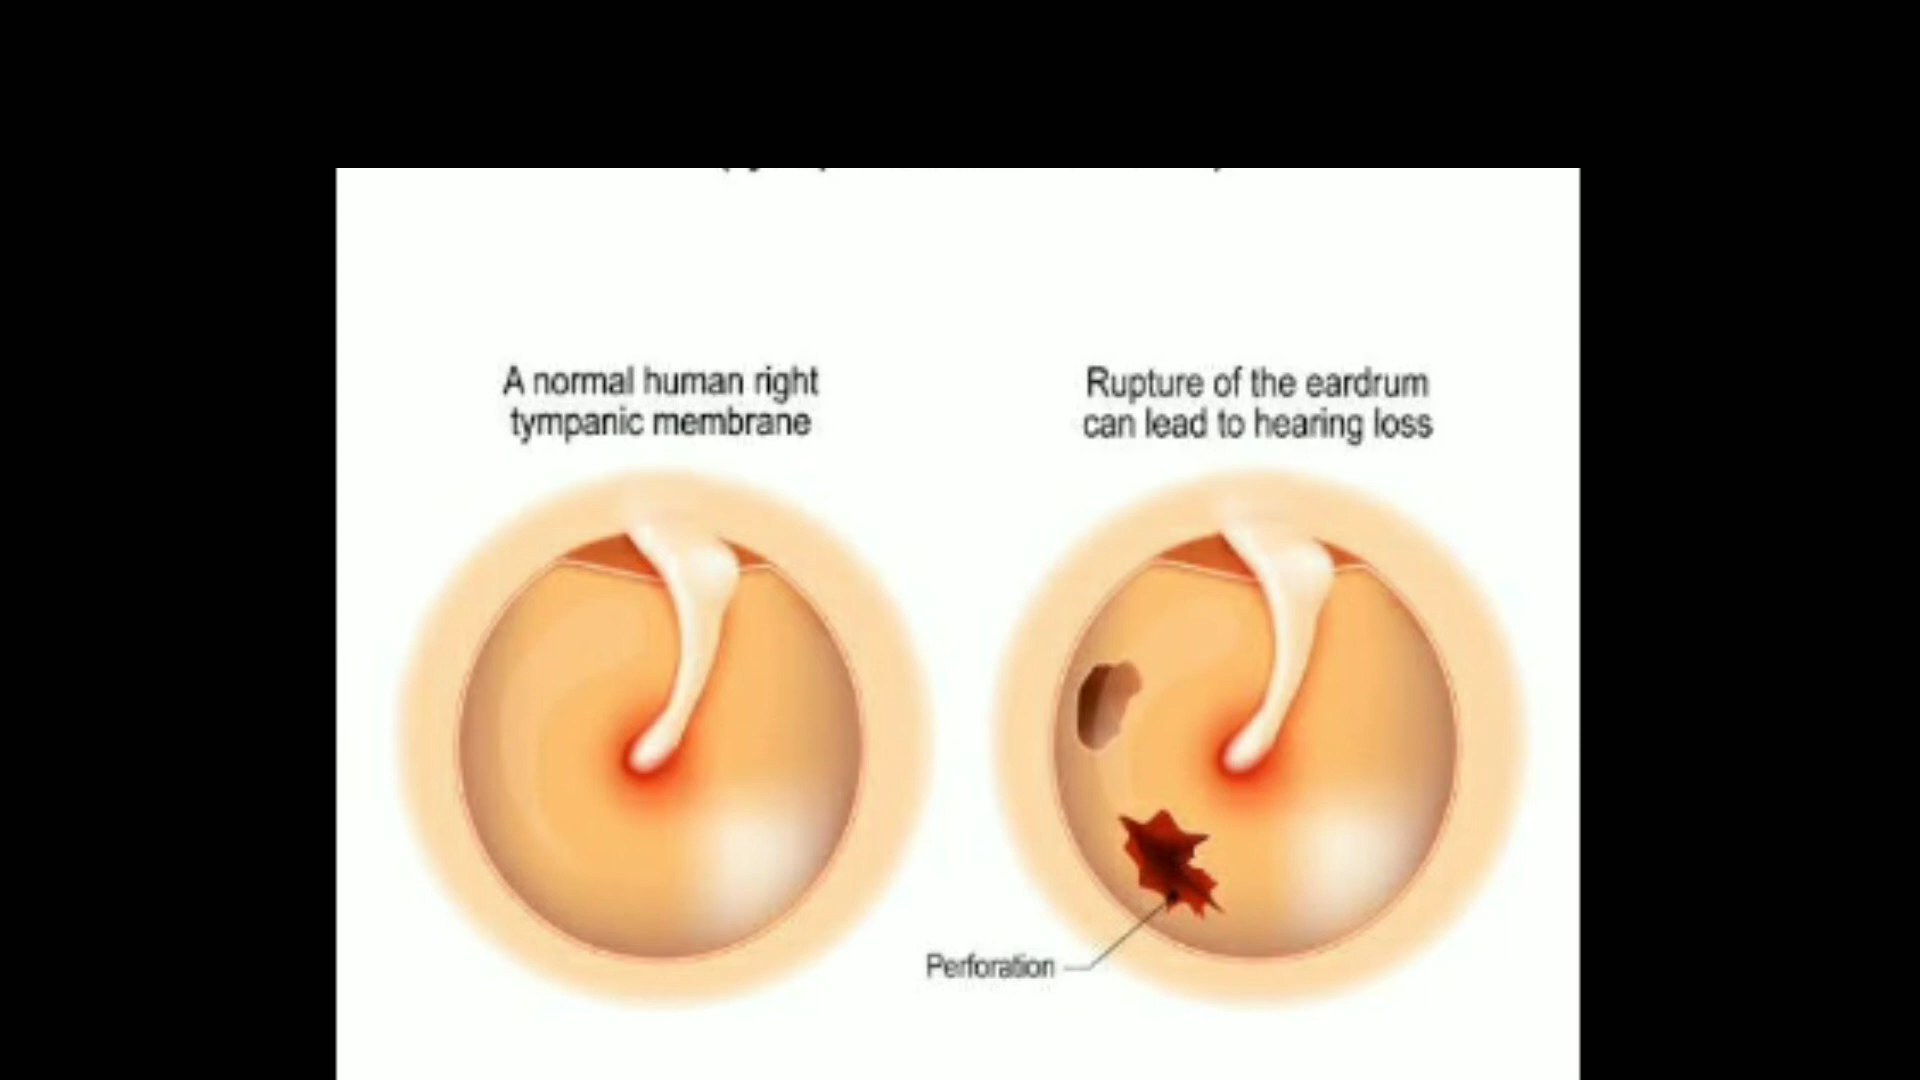 A normal human right
tympanic membrane
Rupture of the eardrum
can lead to hearing loss
Perforation